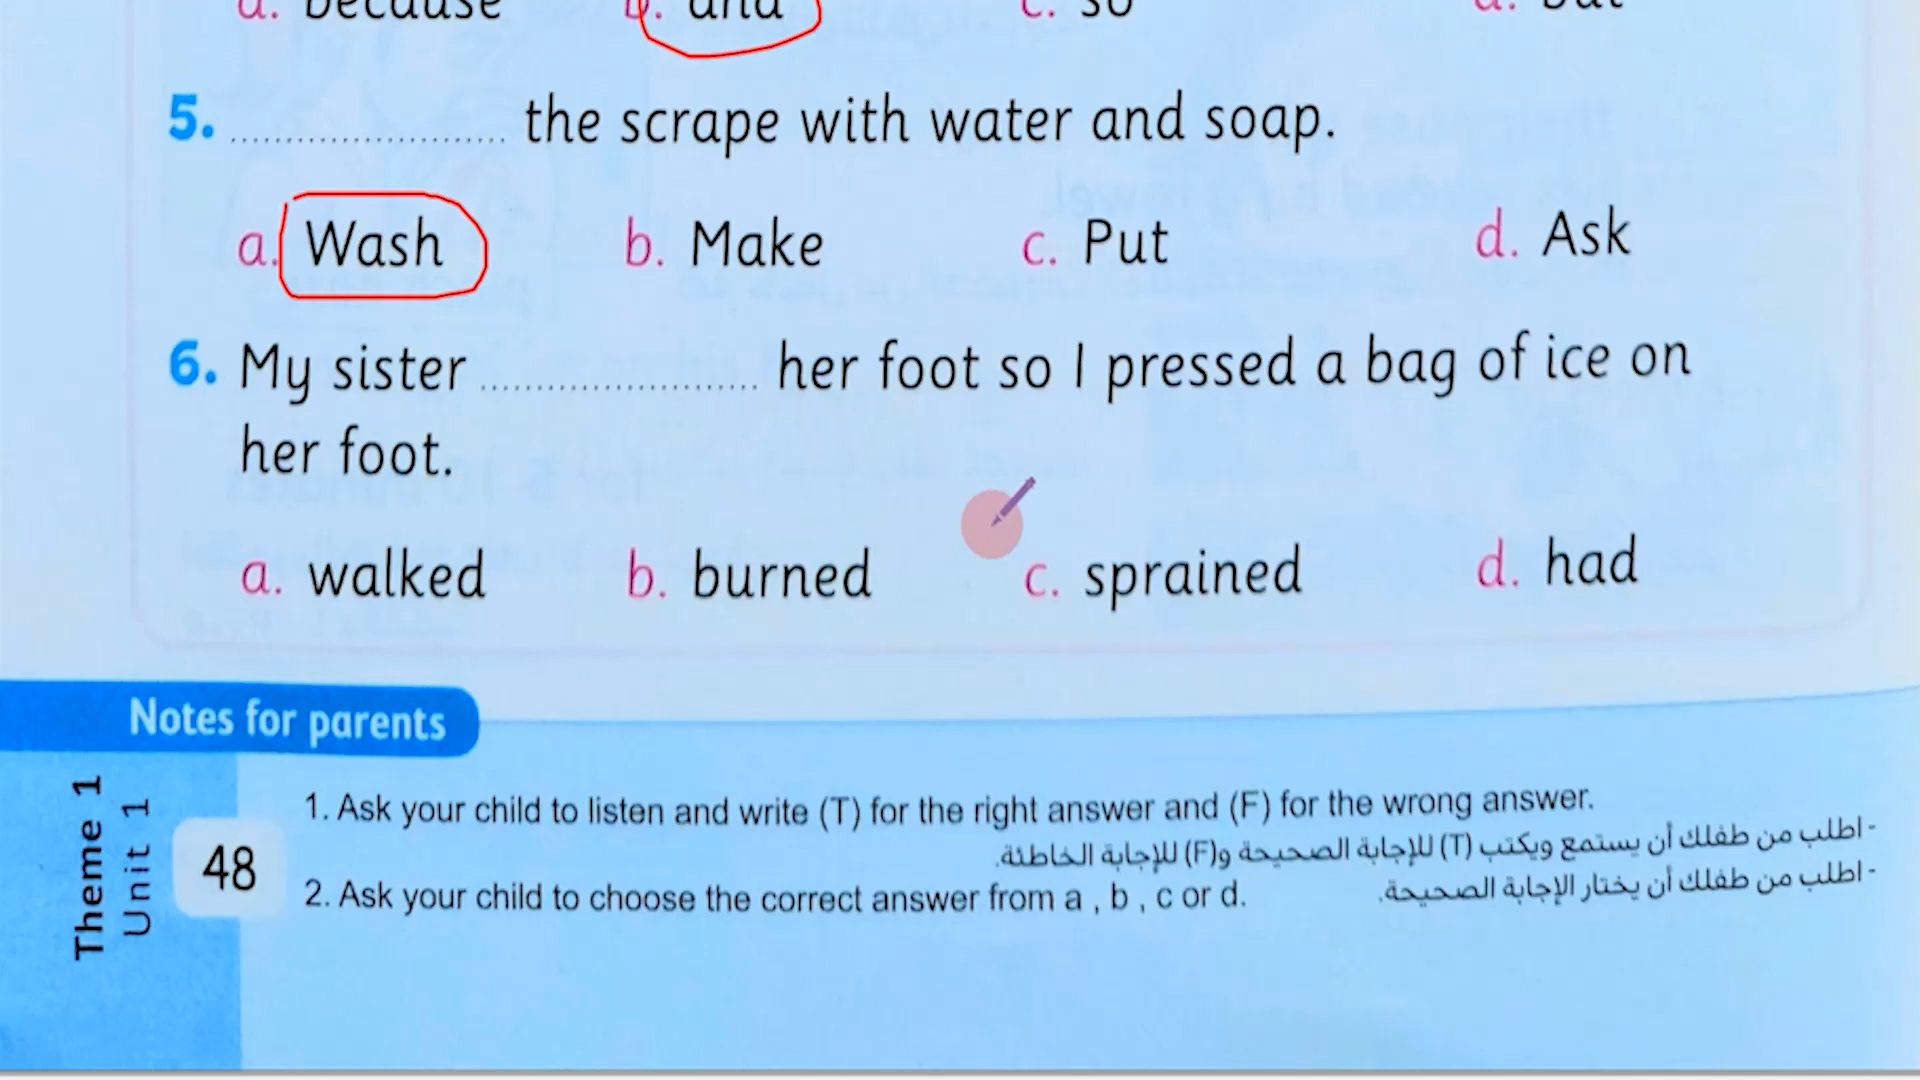 a. because b. and c. so d. but
5. ........................ the scrape with water and soap.
a. Wash b. Make c. Put d. Ask
6. My sister ........................ her foot so I pressed a bag of ice on
her foot.
a. walked b. burned c. sprained d. had
Notes for parents
1. Ask your child to listen and write (T) for the right answer and (F) for the wrong answer.
- اطلب من طفلك أن يستمع ويكتب (T) للإجابة الصحيحة و(F) للإجابة الخاطئة.
2. Ask your child to choose the correct answer from a , b , c or d.
- اطلب من طفلك أن يختار الإجابة الصحيحة.
Theme 1
Unit 1
48